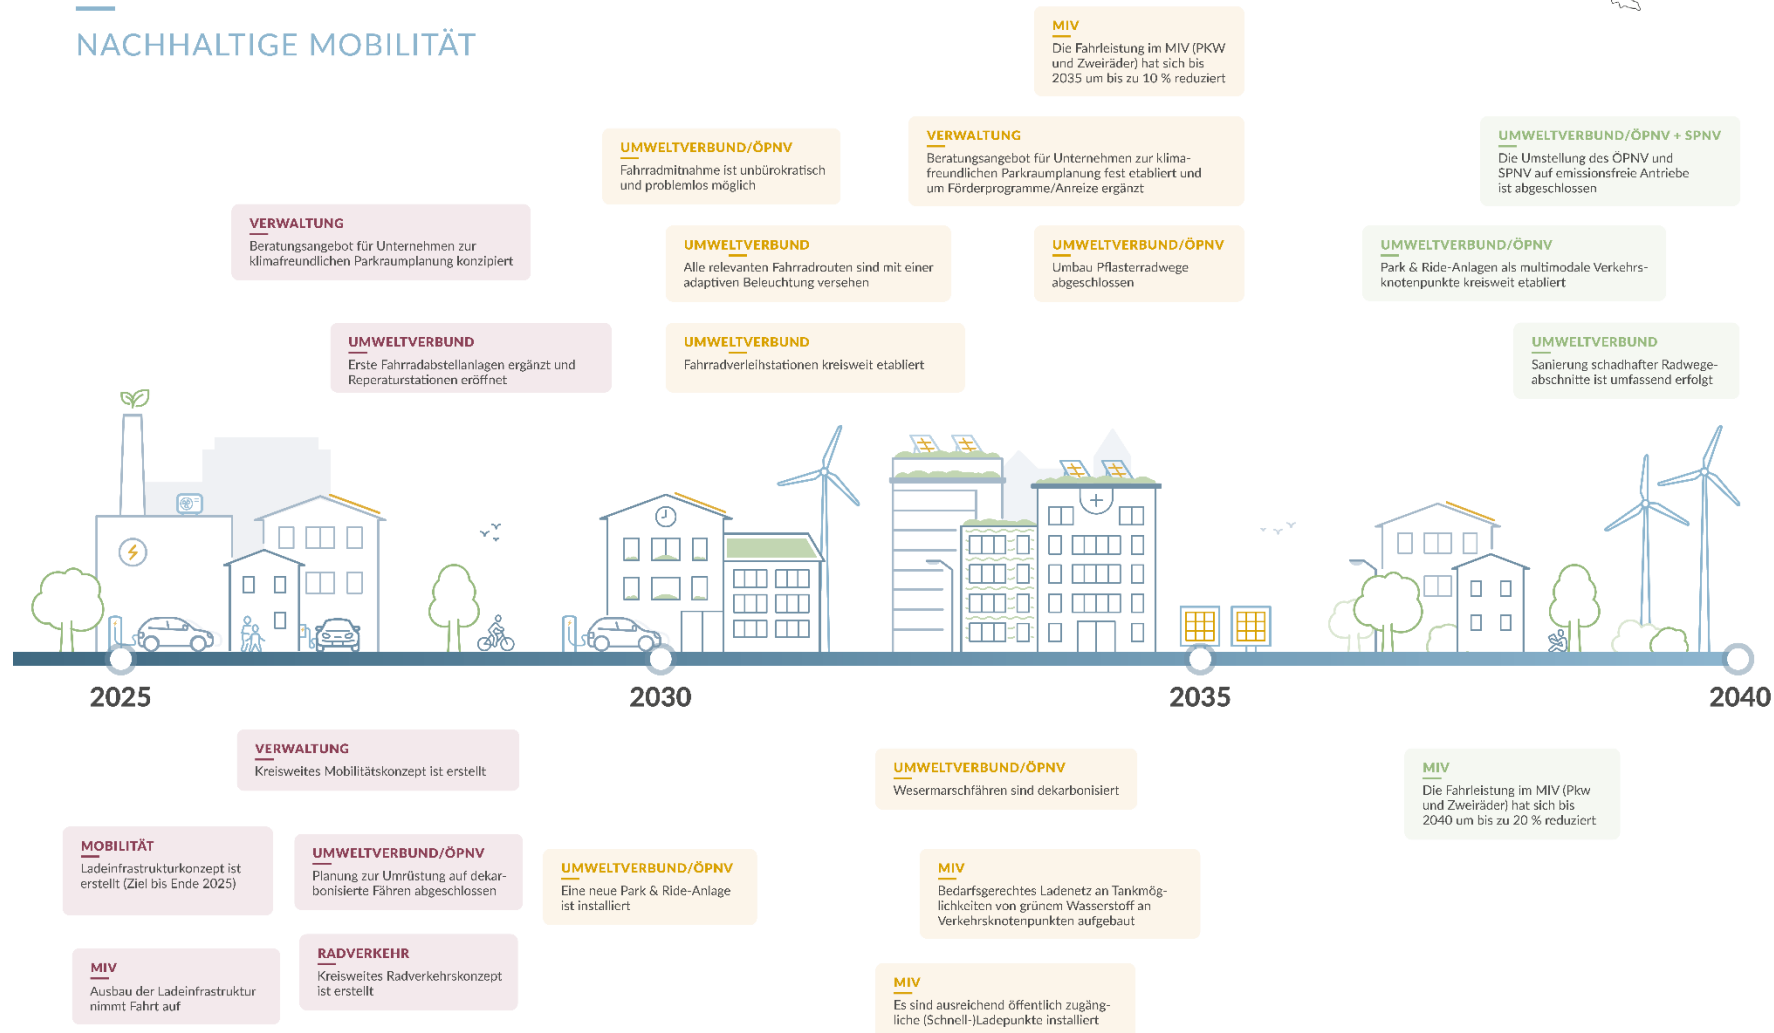 NACHHALTIGE MOBILITÄT
MIV
Die Fahrleistung im MIV (PKW
und Zweiräder) hat sich bis
2035 um bis zu 10 % reduziert
UMWELTVERBUND/ÖPNV
Fahrradmitnahme ist unbürokratisch
und problemlos möglich
VERWALTUNG
Beratungsangebot für Unternehmen zur klima-
freundlichen Parkraumplanung fest etabliert und
um Förderprogramme/Anreize ergänzt
UMWELTVERBUND/ÖPNV + SPNV
Die Umstellung des ÖPNV und
SPNV auf emissionsfreie Antriebe
ist abgeschlossen
VERWALTUNG
Beratungsangebot für Unternehmen zur
klimafreundlichen Parkraumplanung konzipiert
UMWELTVERBUND
Alle relevanten Fahrradrouten sind mit einer
adaptiven Beleuchtung versehen
UMWELTVERBUND/ÖPNV
Umbau Pflasterradwege
abgeschlossen
UMWELTVERBUND/ÖPNV
Park & Ride-Anlagen als multimodale Verkehrs-
knotenpunkte kreisweit etabliert
UMWELTVERBUND
Erste Fahrradabstellanlagen ergänzt und
Reperaturstationen eröffnet
UMWELTVERBUND
Fahrradverleihstationen kreisweit etabliert
UMWELTVERBUND
Sanierung schadhafter Radwege-
abschnitte ist umfassend erfolgt
2025
2030
2035
2040
VERWALTUNG
Kreisweites Mobilitätskonzept ist erstellt
UMWELTVERBUND/ÖPNV
Wesermarschfähren sind dekarbonisiert
MIV
Die Fahrleistung im MIV (Pkw
und Zweiräder) hat sich bis
2040 um bis zu 20 % reduziert
MOBILITÄT
Ladeinfrastrukturkonzept ist
erstellt (Ziel bis Ende 2025)
UMWELTVERBUND/ÖPNV
Planung zur Umrüstung auf dekar-
bonisierte Fähren abgeschlossen
UMWELTVERBUND/ÖPNV
Eine neue Park & Ride-Anlage
ist installiert
MIV
Bedarfsgerechtes Ladenetz an Tankmög-
lichkeiten von grünem Wasserstoff an
Verkehrsknotenpunkten aufgebaut
MIV
Ausbau der Ladeinfrastruktur
nimmt Fahrt auf
RADVERKEHR
Kreisweites Radverkehrskonzept
ist erstellt
MIV
Es sind ausreichend öffentlich zugäng-
liche (Schnell-)Ladepunkte installiert